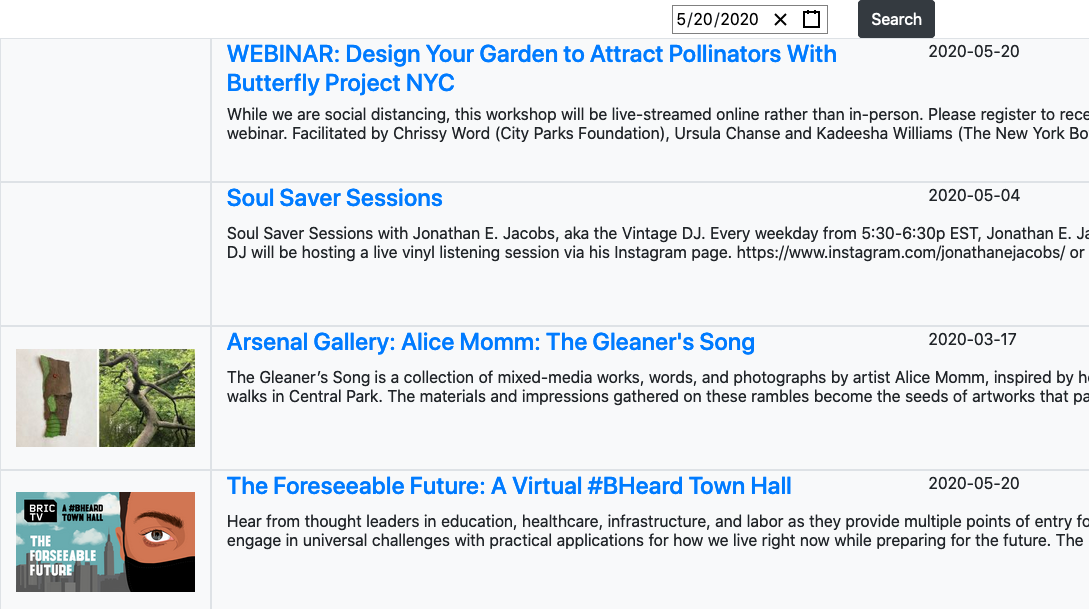 5/20/2020
Search
WEBINAR: Design Your Garden to Attract Pollinators With
Butterfly Project NYC
2020-05-20
While we are social distancing, this workshop will be live-streamed online rather than in-person. Please register to rece
webinar. Facilitated by Chrissy Word (City Parks Foundation), Ursula Chanse and Kadeesha Williams (The New York Bo
Soul Saver Sessions
2020-05-04
Soul Saver Sessions with Jonathan E. Jacobs, aka the Vintage DJ. Every weekday from 5:30-6:30p EST, Jonathan E. Ja
DJ will be hosting a live vinyl listening session via his Instagram page. https://www.instagram.com/jonathanejacobs/ or
Arsenal Gallery: Alice Momm: The Gleaner's Song
2020-03-17
The Gleaner’s Song is a collection of mixed-media works, words, and photographs by artist Alice Momm, inspired by he
walks in Central Park. The materials and impressions gathered on these rambles become the seeds of artworks that pa
BRIC
TV
A #BHEARD
TOWN HALL
THE
FORSEEABLE
FUTURE
The Foreseeable Future: A Virtual #BHeard Town Hall
2020-05-20
Hear from thought leaders in education, healthcare, infrastructure, and labor as they provide multiple points of entry fo
engage in universal challenges with practical applications for how we live right now while preparing for the future. The